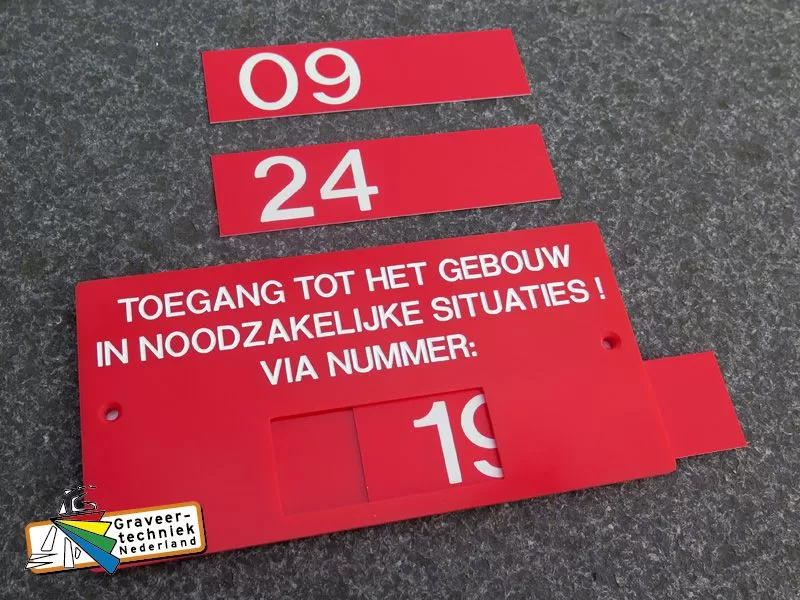 09
24
TOEGANG TOT HET GEBOUW
IN NOODZAKELIJKE SITUATIES !
VIA NUMMER:
19
Graveer-
techniek
Nederland